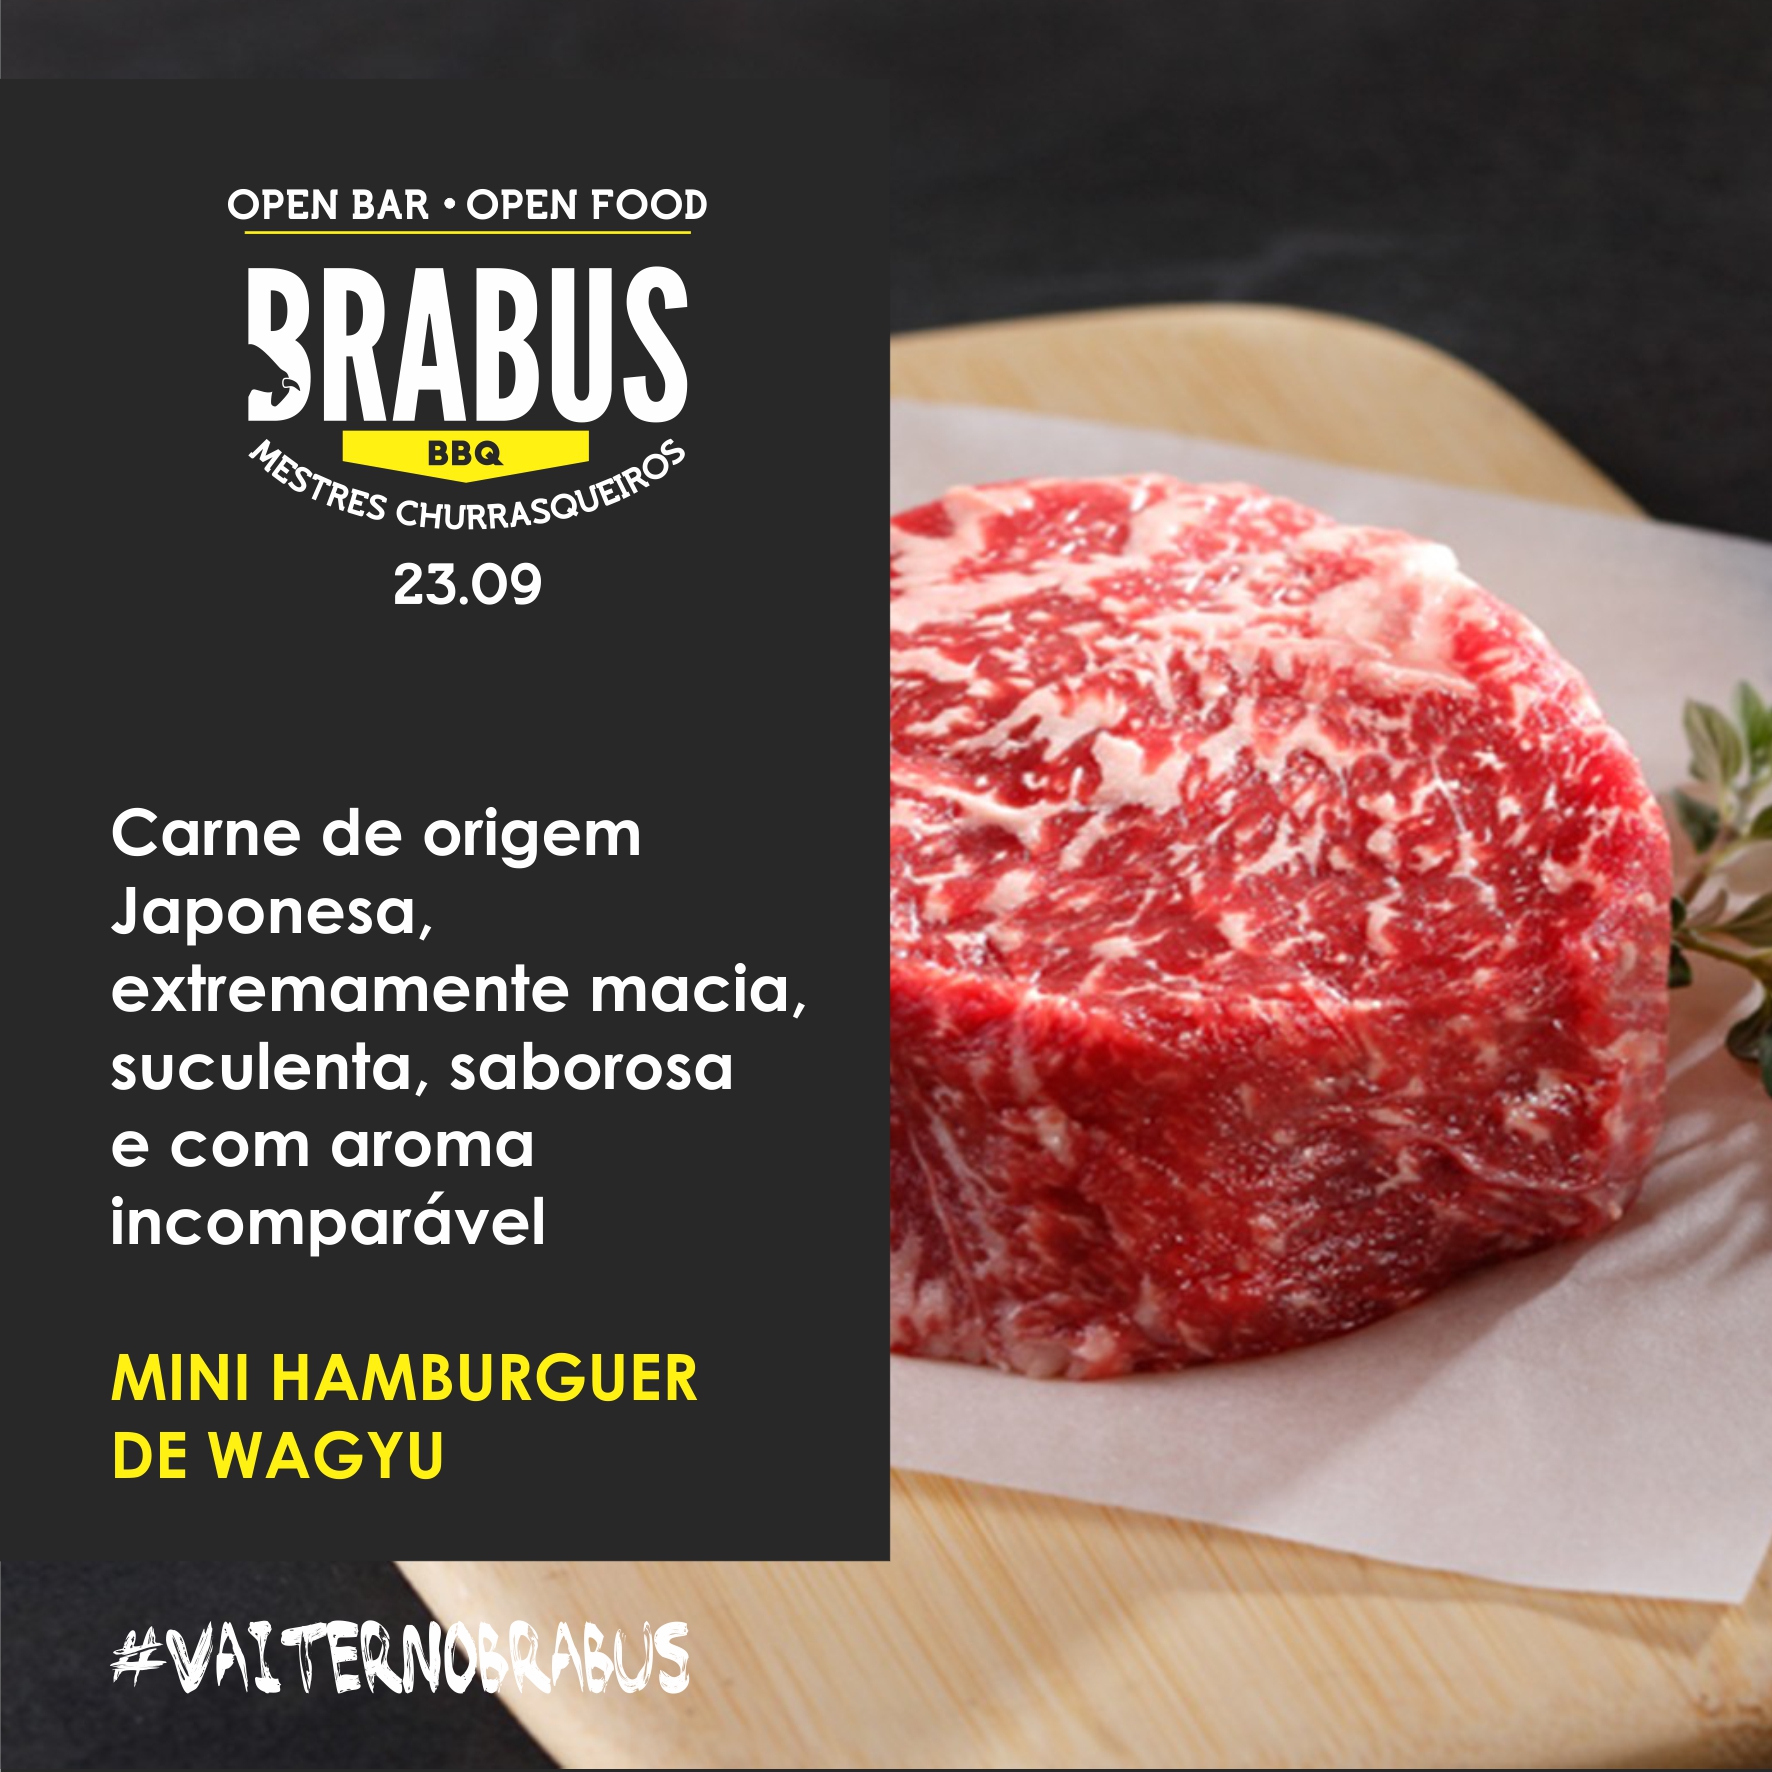 OPEN BAR • OPEN FOOD
BRABUS
BBQ
MESTRES CHURRASQUEIROS
23.09
Carne de origem
Japonesa,
extremamente macia,
suculenta, saborosa
e com aroma
incomparável
MINI HAMBURGUER
DE WAGYU
#VAITERNOBRABUS